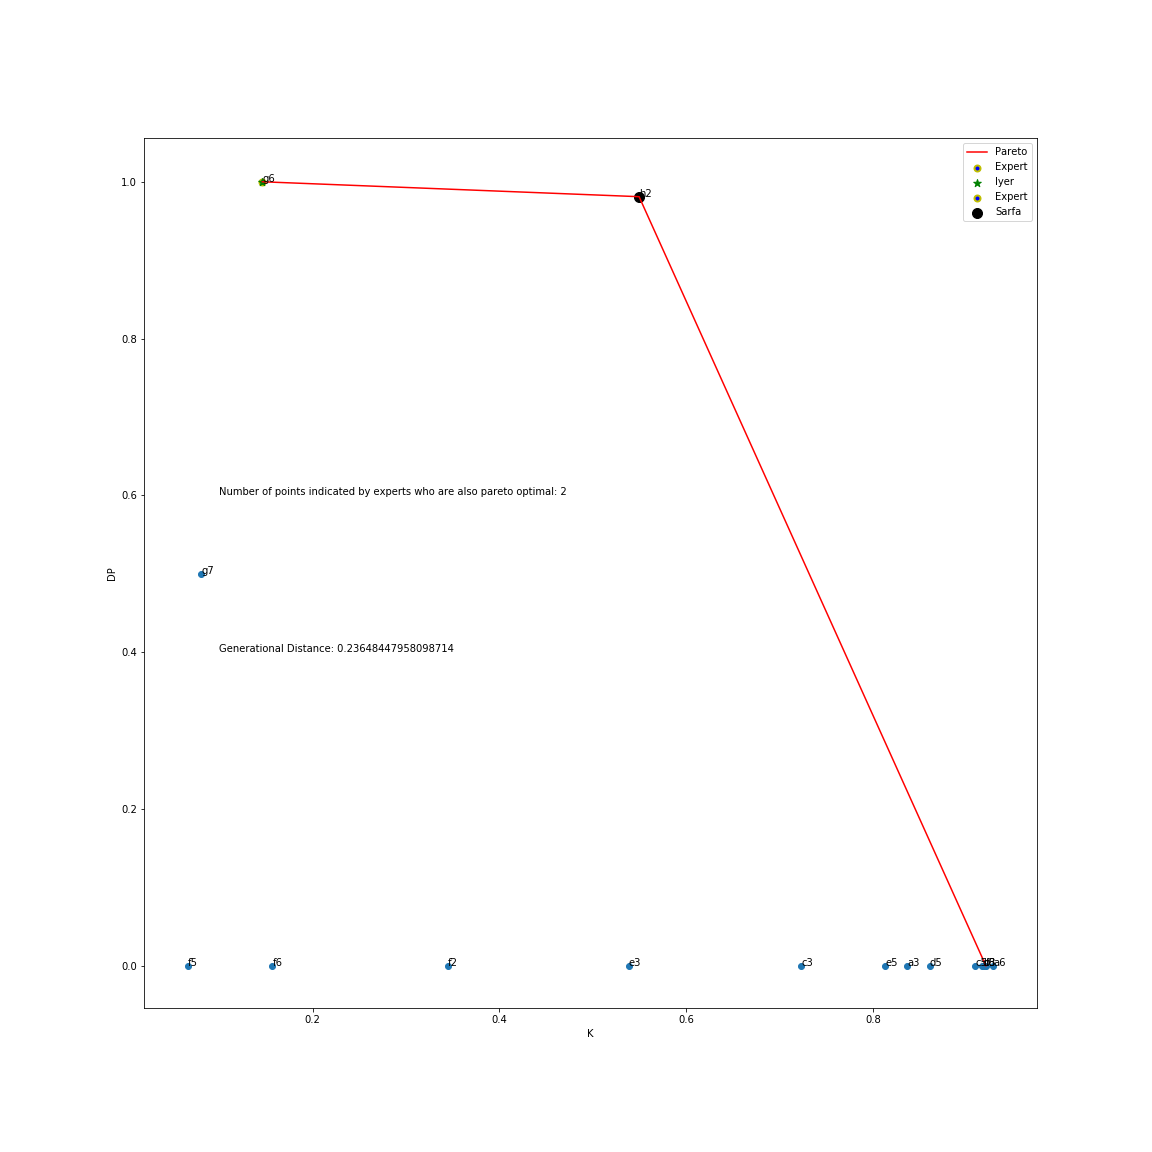 Pareto
Expert
Iyer
Expert
Sarfa
1.0
g6
0.8
Number of points indicated by experts who are also pareto optimal: 2
0.6
g7
DP
Generational Distance: 0.23648447958098714
0.4
0.2
0.0
f5
f6
f2
e3
c3
e5
a3
d5
a6
0.2
0.4
0.6
0.8
K